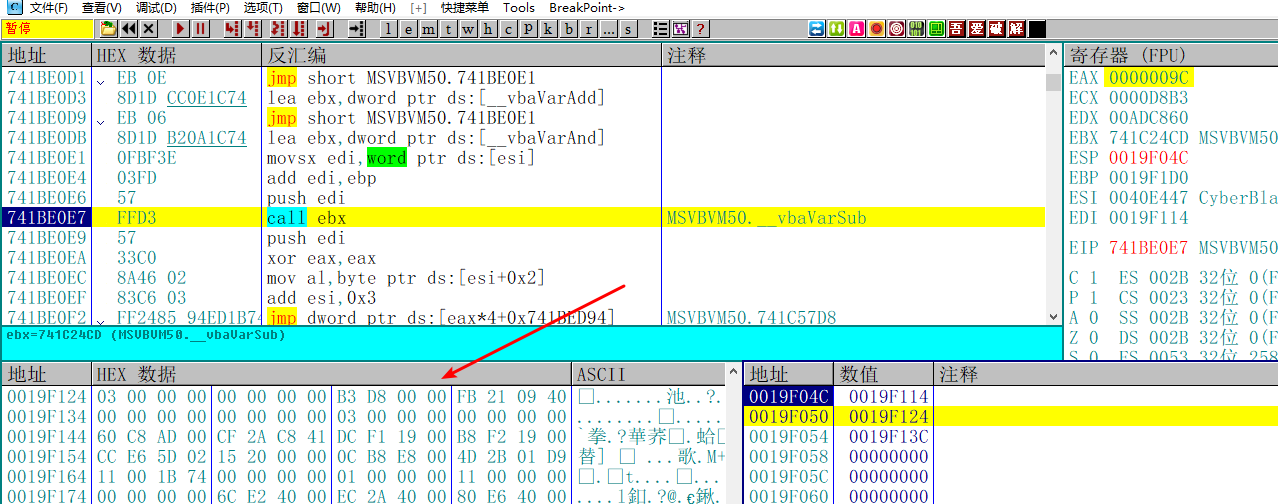 C 文件(F) 查看(V) 调试(D) 插件(P) 选项(T) 窗口(W) 帮助(H) [+] 快捷菜单 Tools BreakPoint->
暂停 l e m t w h c p k b r ... s ? A 吾 爱 破 解
地址 HEX 数据 反汇编 注释
741BE0D1 EB 0E jmp short MSVBVM50.741BE0E1
741BE0D3 8D1D CC0E1C74 lea ebx,dword ptr ds:[__vbaVarAdd]
741BE0D9 EB 06 jmp short MSVBVM50.741BE0E1
741BE0DB 8D1D B20A1C74 lea ebx,dword ptr ds:[__vbaVarAnd]
741BE0E1 0FBF3E movsx edi,word ptr ds:[esi]
741BE0E4 03FD add edi,ebp
741BE0E6 57 push edi
741BE0E7 FFD3 call ebx MSVBVM50.__vbaVarSub
741BE0E9 57 push edi
741BE0EA 33C0 xor eax,eax
741BE0EC 8A46 02 mov al,byte ptr ds:[esi+0x2]
741BE0EF 83C6 03 add esi,0x3
741BE0F2 FF2485 94ED1B74 jmp dword ptr ds:[eax*4+0x741BED94] MSVBVM50.741C57D8
ebx=741C24CD (MSVBVM50.__vbaVarSub)
寄存器 (FPU)
EAX 0000009C
ECX 0000D8B3
EDX 00ADC860
EBX 741C24CD MSVBVM50
ESP 0019F04C
EBP 0019F1D0
ESI 0040E447 CyberBla
EDI 0019F114
EIP 741BE0E7 MSVBVM50
C 1 ES 002B 32位 0(F
P 1 CS 0023 32位 0(F
A 0 SS 002B 32位 0(F
Z 0 DS 002B 32位 0(F
S 0 FS 0053 32位 258
地址 HEX 数据 ASCII
0019F124 03 00 00 00 00 00 00 00 B3 D8 00 00 FB 21 09 40 .......池..?.
0019F134 00 00 00 00 00 00 00 00 03 00 00 00 00 00 00 00
0019F144 60 C8 AD 00 CF 2A C8 41 DC F1 19 00 B8 F2 19 00
0019F154 CC E6 5D 02 15 20 00 00 0C B8 E8 00 4D 2B 01 D9
0019F164 11 00 1B 74 00 00 00 00 01 00 00 00 11 00 00 00
0019F174 00 00 00 00 6C E2 40 00 EC 2A 40 00 80 E6 40 00
地址 数值 注释
0019F04C 0019F114
0019F050 0019F124
0019F054 0019F13C
0019F058 00000000
0019F05C 00000000
0019F060 00000000